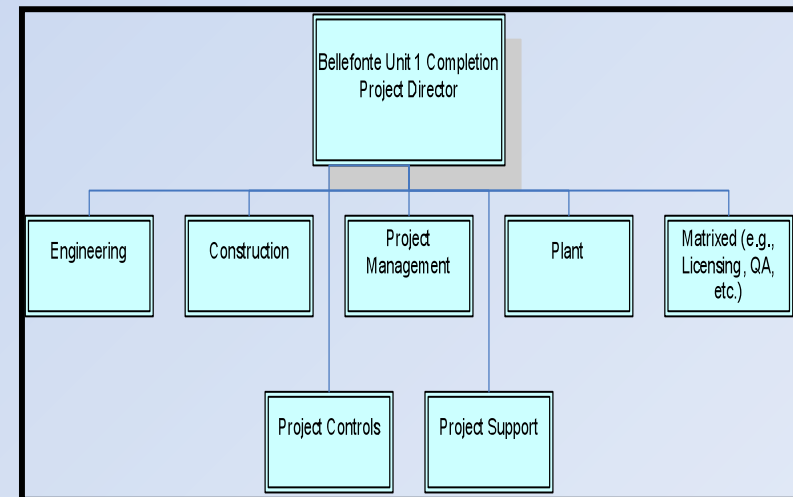 Bellefonte Unit 1 Completion
Project Director
Engineering
Construction
Project
Management
Plant
Matrixed (e.g.,
Licensing, QA,
etc.)
Project Controls
Project Support